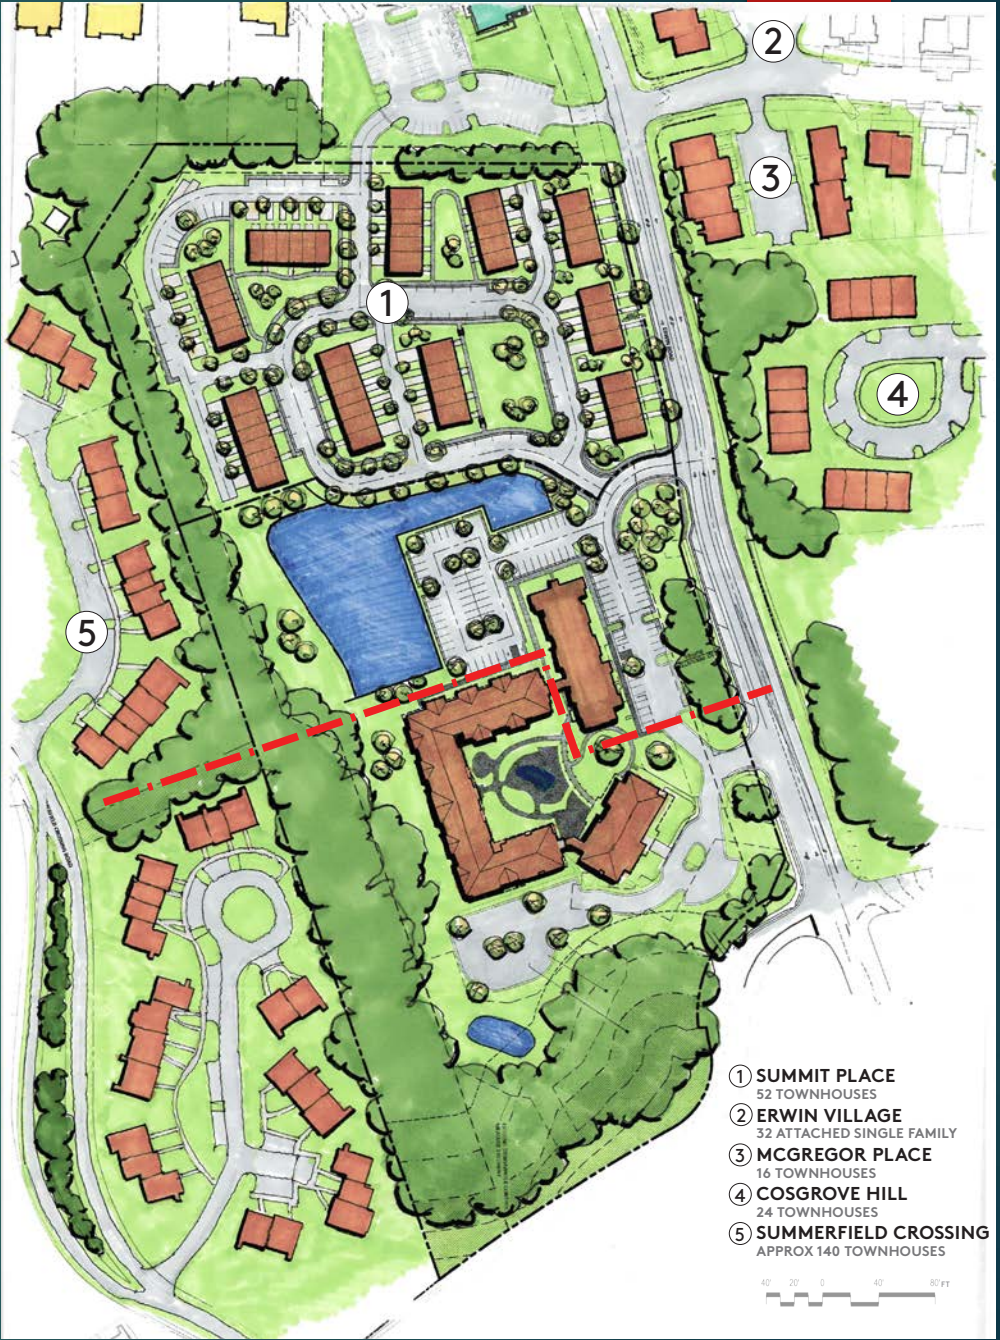 2
3
1
4
5
1 SUMMIT PLACE
52 TOWNHOUSES
2 ERWIN VILLAGE
32 ATTACHED SINGLE FAMILY
3 MCGREGOR PLACE
16 TOWNHOUSES
4 COSGROVE HILL
24 TOWNHOUSES
5 SUMMERFIELD CROSSING
APPROX 140 TOWNHOUSES
40' 20' 0 40' 80' FT